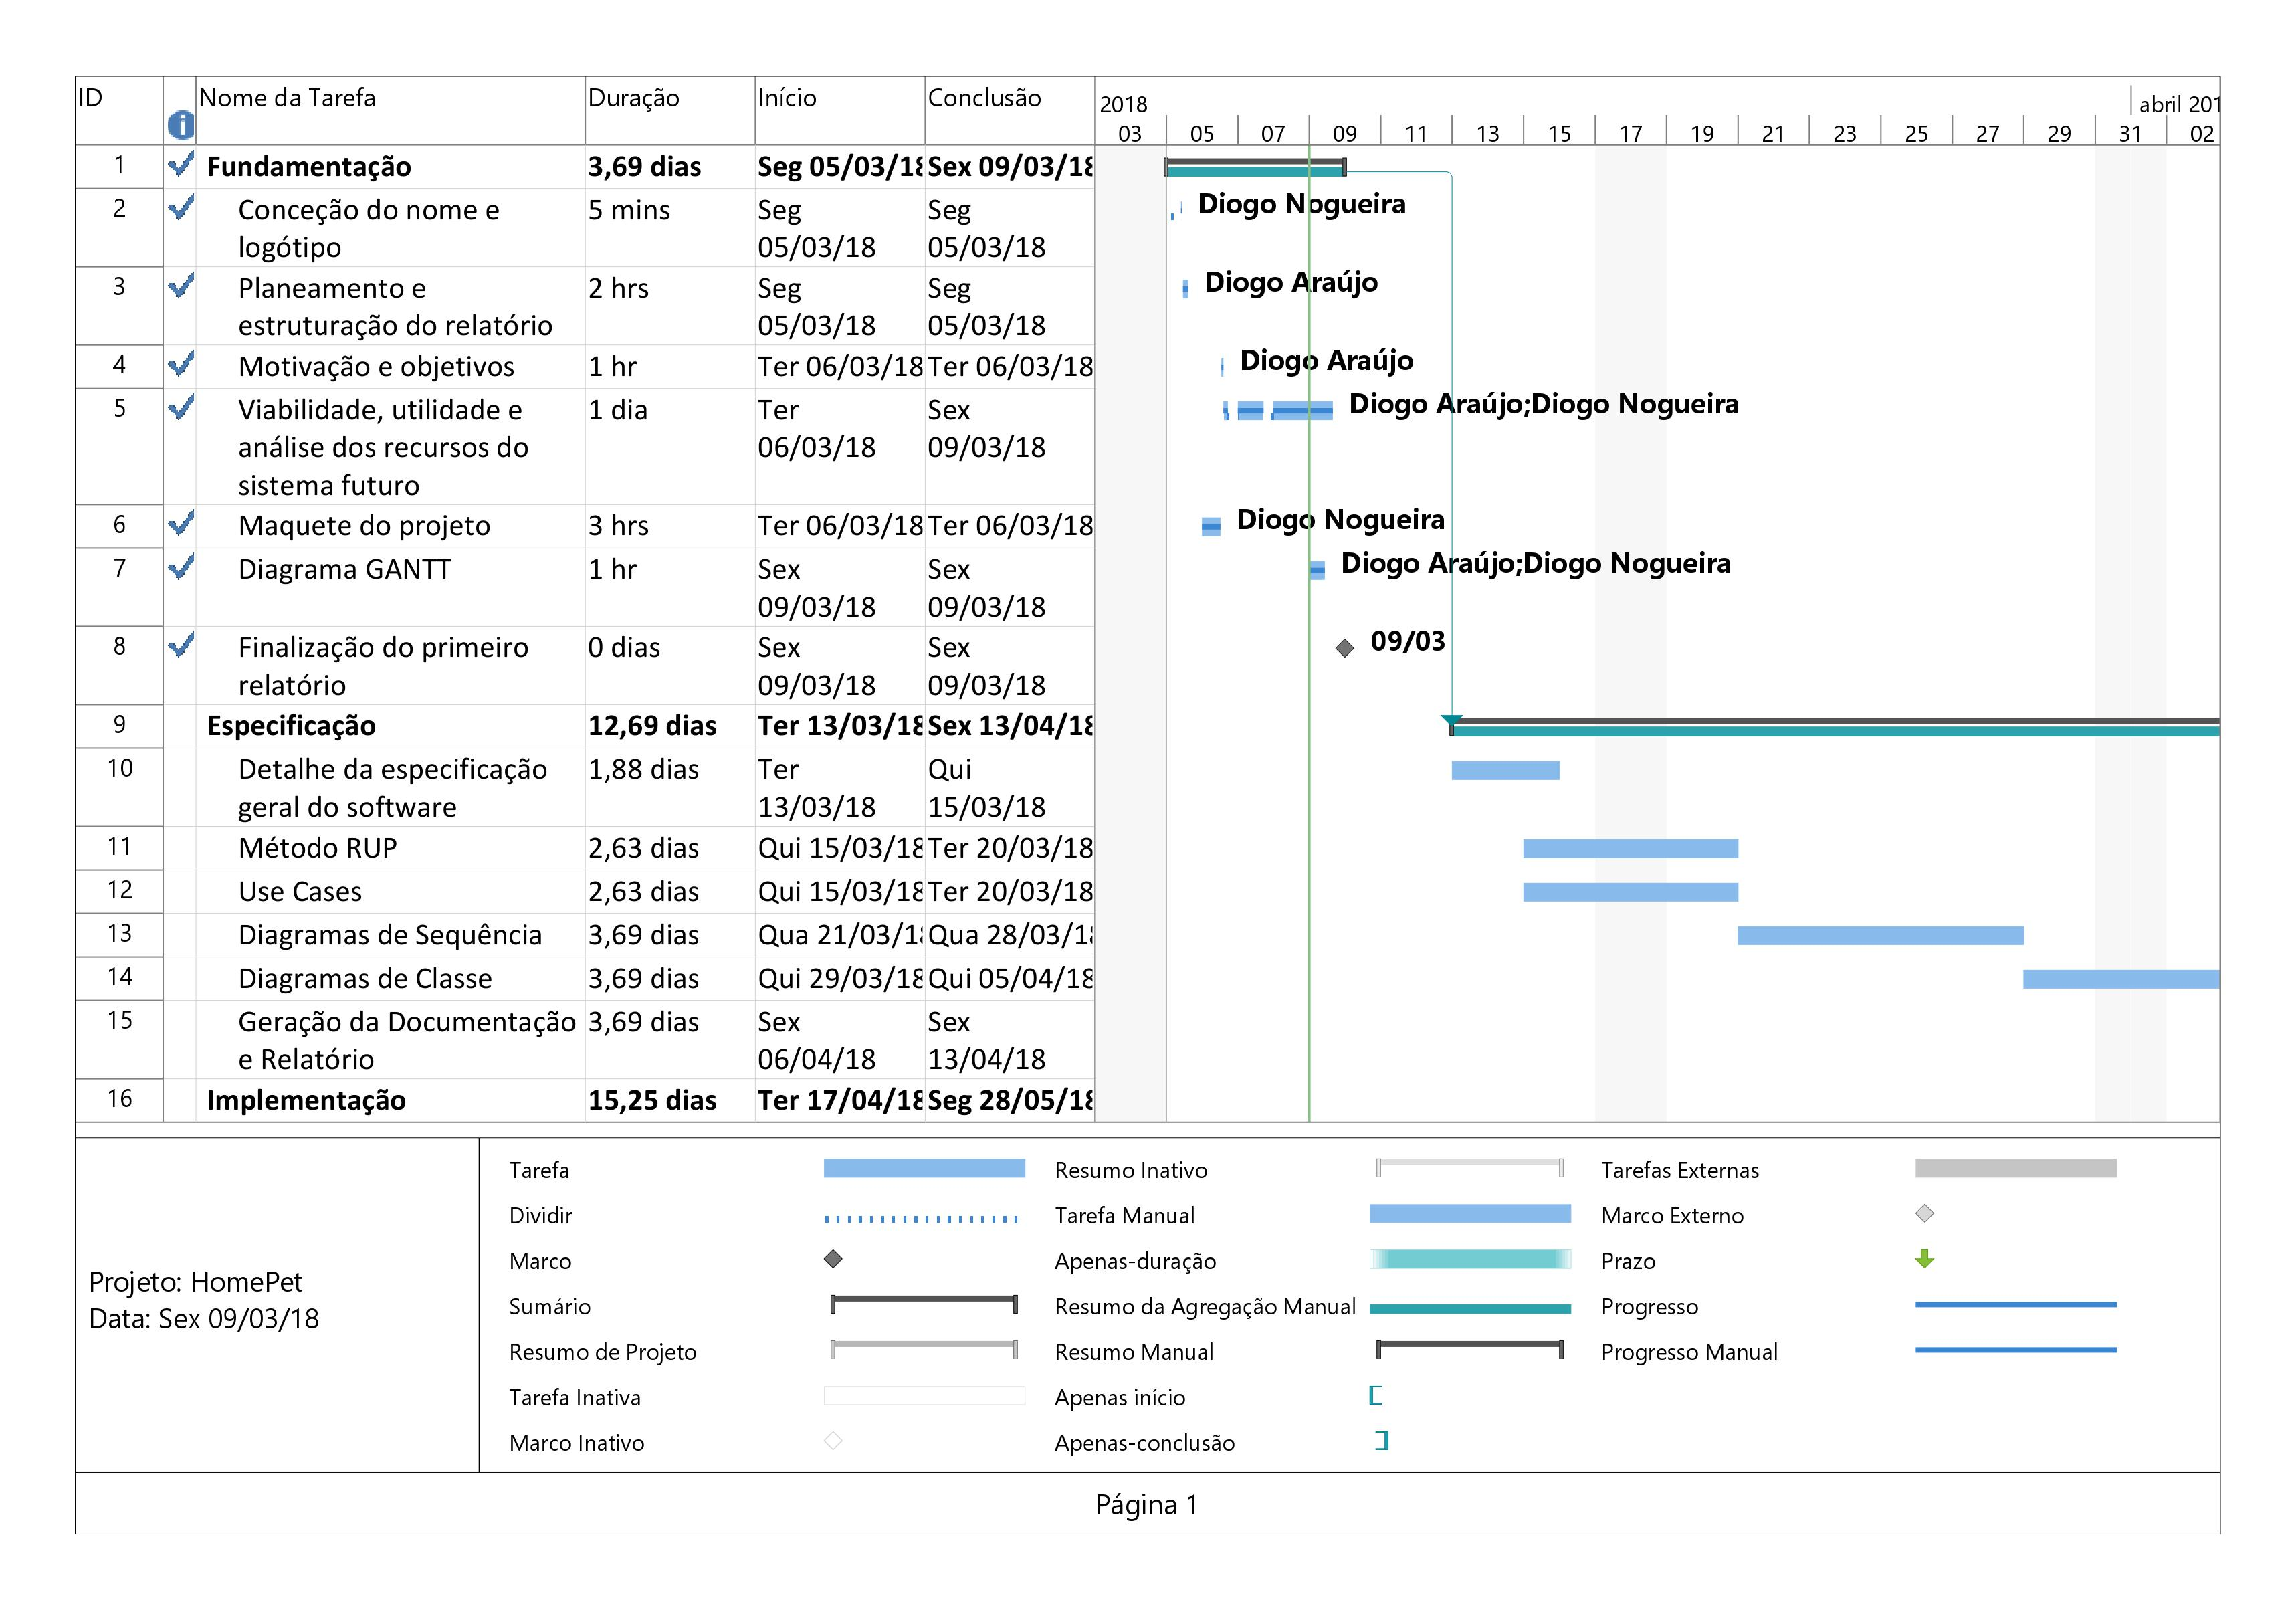 ID Nome da Tarefa Duração Início Conclusão
2018 abril 201
03 05 07 09 11 13 15 17 19 21 23 25 27 29 31 02
1 Fundamentação 3,69 dias Seg 05/03/18 Sex 09/03/18
2 Conceção do nome e 5 mins Seg Seg Diogo Nogueira
logótipo 05/03/18 05/03/18
3 Planeamento e 2 hrs Seg Seg Diogo Araújo
estruturação do relatório 05/03/18 05/03/18
4 Motivação e objetivos 1 hr Ter 06/03/18 Ter 06/03/18 Diogo Araújo
5 Viabilidade, utilidade e 1 dia Ter Sex Diogo Araújo;Diogo Nogueira
análise dos recursos do 06/03/18 09/03/18
sistema futuro
6 Maquete do projeto 3 hrs Ter 06/03/18 Ter 06/03/18 Diogo Nogueira
7 Diagrama GANTT 1 hr Sex Sex Diogo Araújo;Diogo Nogueira
09/03/18 09/03/18
8 Finalização do primeiro 0 dias Sex Sex 09/03
relatório 09/03/18 09/03/18
9 Especificação 12,69 dias Ter 13/03/18 Sex 13/04/18
10 Detalhe da especificação 1,88 dias Ter Qui
geral do software 13/03/18 15/03/18
11 Método RUP 2,63 dias Qui 15/03/18 Ter 20/03/18
12 Use Cases 2,63 dias Qui 15/03/18 Ter 20/03/18
13 Diagramas de Sequência 3,69 dias Qua 21/03/18 Qua 28/03/18
14 Diagramas de Classe 3,69 dias Qui 29/03/18 Qui 05/04/18
15 Geração da Documentação 3,69 dias Sex Sex
e Relatório 06/04/18 13/04/18
16 Implementação 15,25 dias Ter 17/04/18 Seg 28/05/18
Projeto: HomePet
Data: Sex 09/03/18
Tarefa
Dividir
Marco
Sumário
Resumo de Projeto
Tarefa Inativa
Marco Inativo
Resumo Inativo
Tarefa Manual
Apenas-duração
Resumo da Agregação Manual
Resumo Manual
Apenas início
Apenas-conclusão
Tarefas Externas
Marco Externo
Prazo
Progresso
Progresso Manual
Página 1